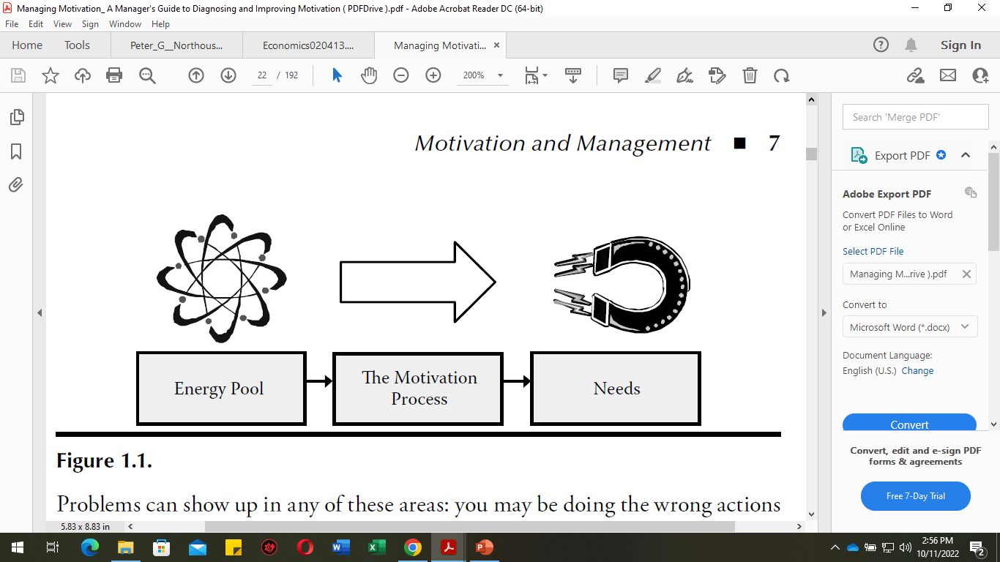 Managing Motivation_ A Manager's Guide to Diagnosing and Improving Motivation ( PDFDrive ).pdf - Adobe Acrobat Reader DC (64-bit)
File Edit View Sign Window Help
Home Tools Peter_G__Northous... Economics020413.... Managing Motivati... Sign In
22 / 192 200%
Motivation and Management ■ 7
Energy Pool
The Motivation
Process
Needs
Figure 1.1.
Problems can show up in any of these areas: you may be doing the wrong actions
5.83 x 8.83 in
Search 'Merge PDF'
Export PDF
Adobe Export PDF
Convert PDF Files to Word
or Excel Online
Select PDF File
Managing M...rive ).pdf
Convert to
Microsoft Word (*.docx)
Document Language:
English (U.S.) Change
Convert
Convert, edit and e-sign PDF
forms & agreements
Free 7-Day Trial
2:56 PM
10/11/2022
2